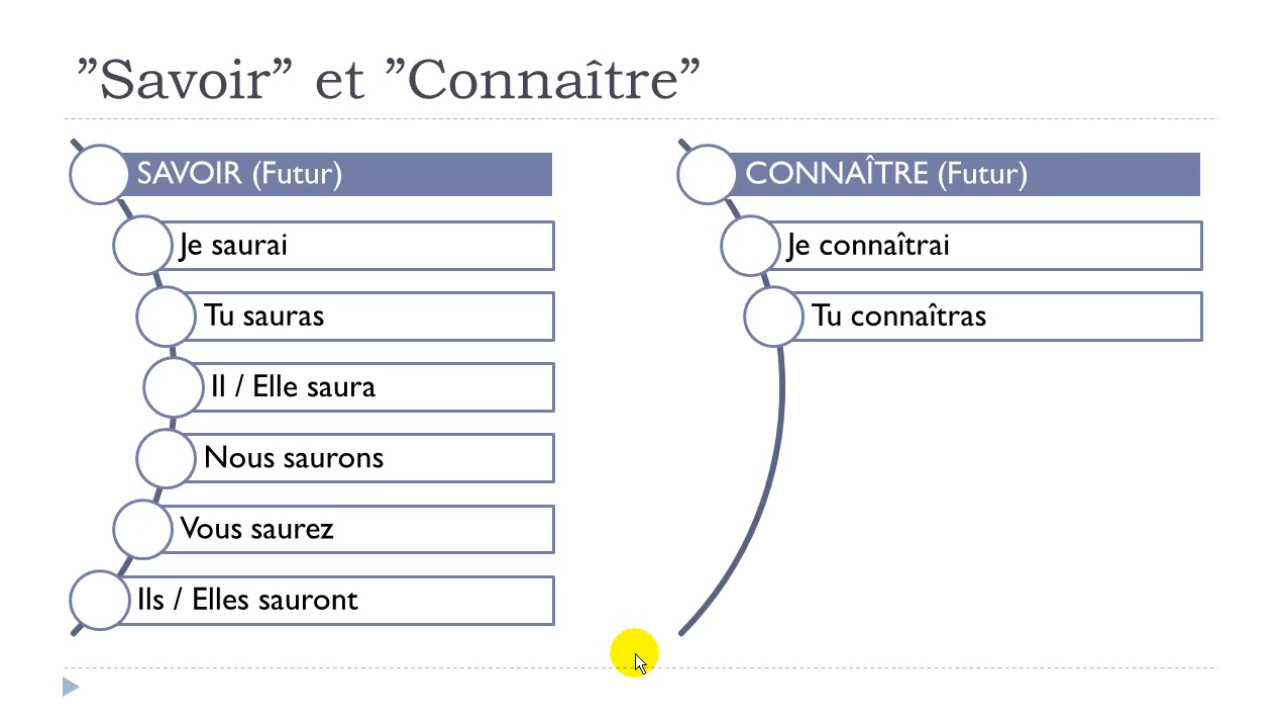 ”Savoir” et ”Connaître”
SAVOIR (Futur)
Je saurai
Tu sauras
Il / Elle saura
Nous saurons
Vous saurez
Ils / Elles sauront
CONNAÎTRE (Futur)
Je connaîtrai
Tu connaîtras